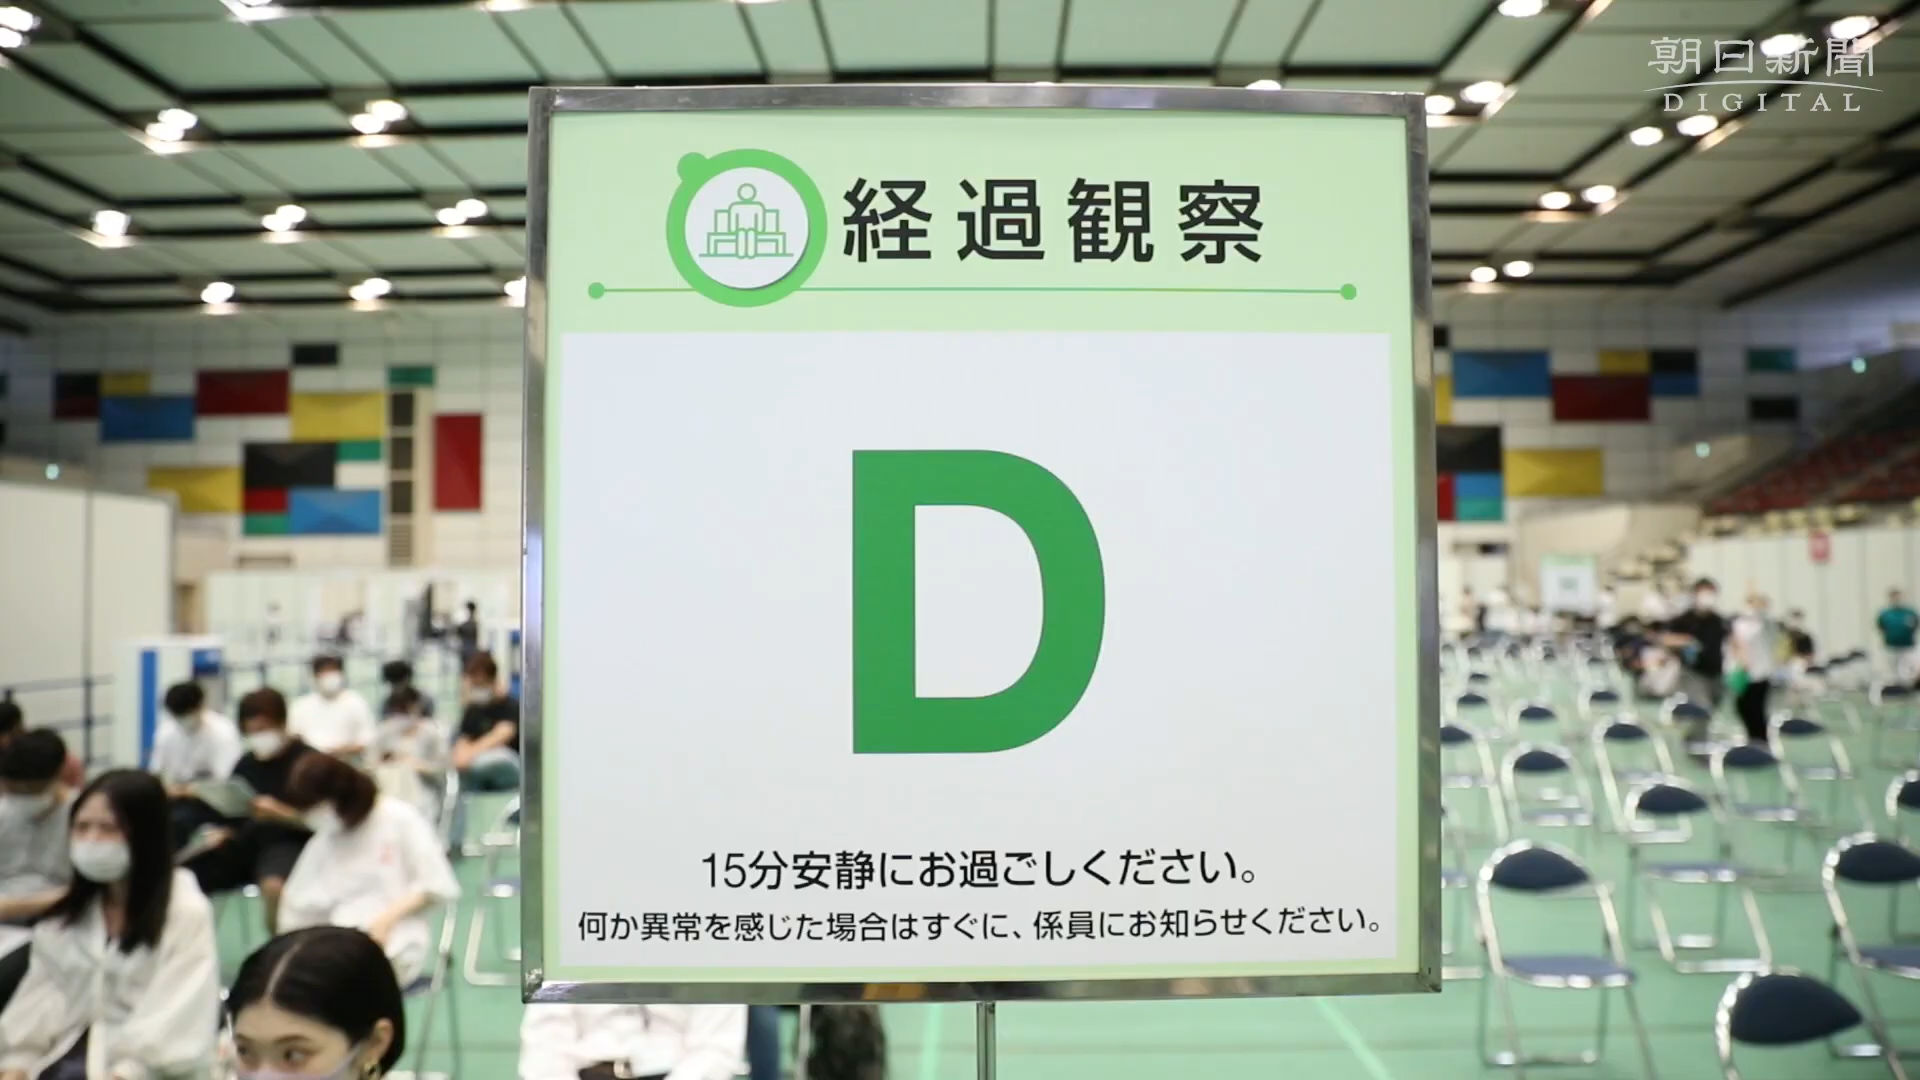 朝日新聞
DIGITAL
経過観察
D
15分安静にお過ごしください。
何か異常を感じた場合はすぐに、係員にお知らせください。